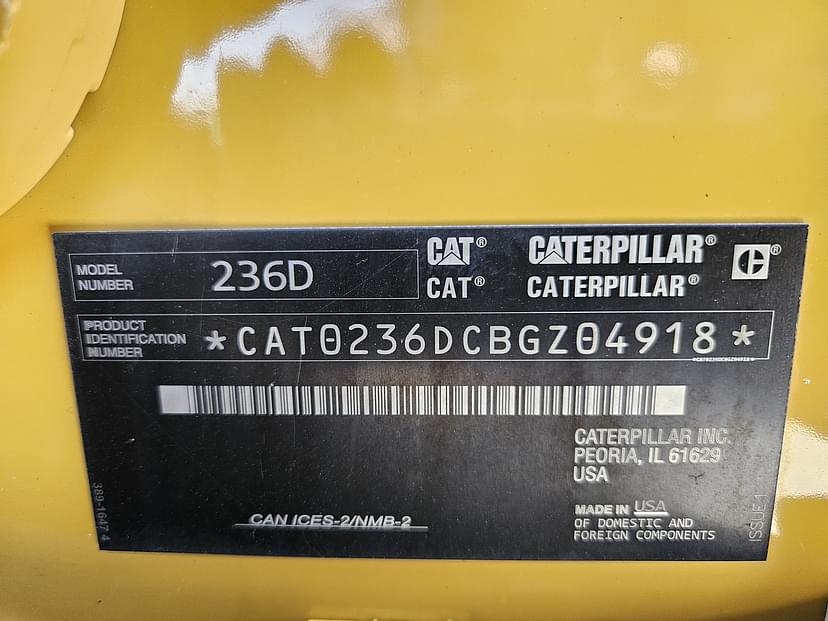 MODEL NUMBER 236D
CAT® CATERPILLAR®
CAT® CATERPILLAR®
C®
PRODUCT IDENTIFICATION NUMBER *CAT0236DCBGZ04918*
*CAT0236DCBGZ04918*
CATERPILLAR INC.
PEORIA, IL 61629
USA
CAN ICES-2/NMB-2
MADE IN USA
OF DOMESTIC AND
FOREIGN COMPONENTS
389-1647 4
ISSUE 1